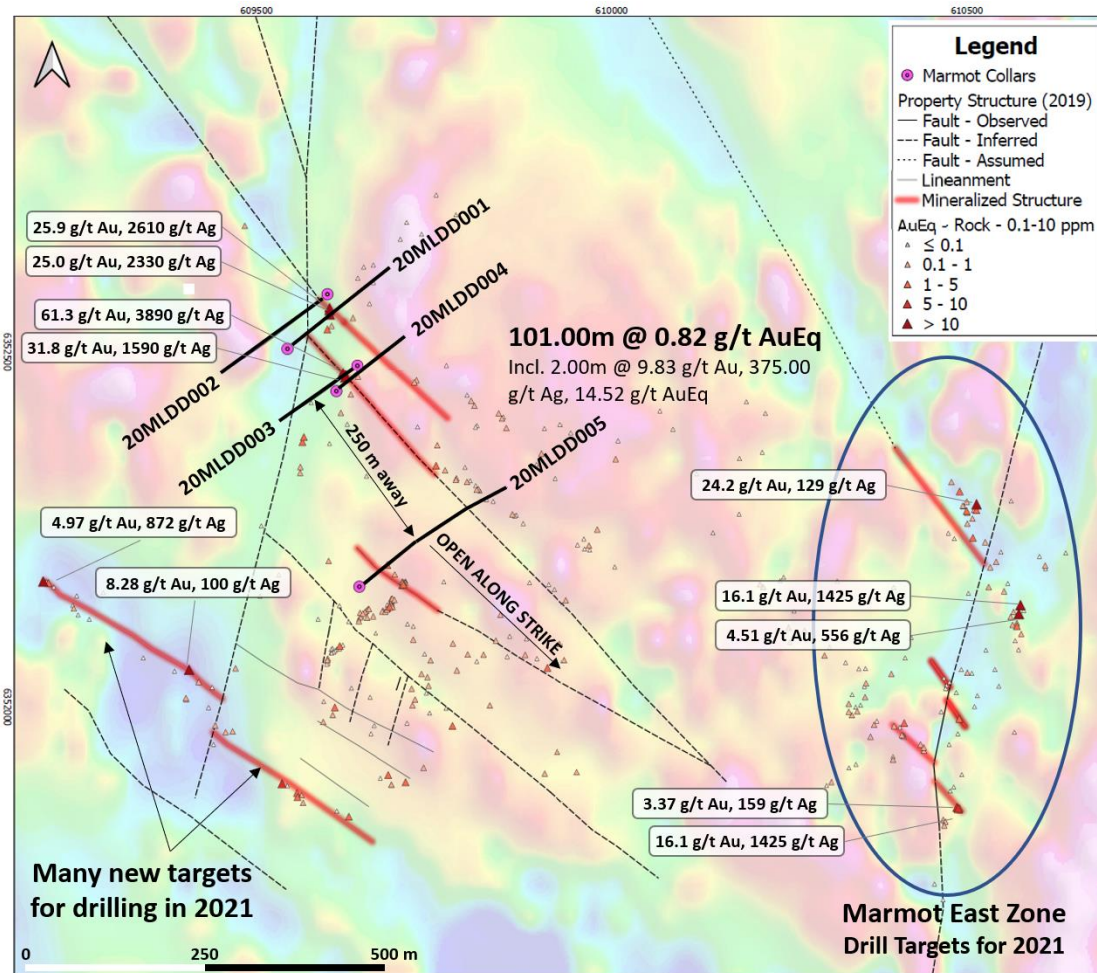 609500
610000
610500
Legend
Marmot Collars
Property Structure (2019)
Fault - Observed
Fault - Inferred
Fault - Assumed
Lineanment
Mineralized Structure
AuEq - Rock - 0.1-10 ppm
≤ 0.1
0.1 - 1
1 - 5
5 - 10
> 10
25.9 g/t Au, 2610 g/t Ag
25.0 g/t Au, 2330 g/t Ag
61.3 g/t Au, 3890 g/t Ag
31.8 g/t Au, 1590 g/t Ag
20MLDD001
20MLDD004
20MLDD002
20MLDD003
20MLDD005
6352500
101.00m @ 0.82 g/t AuEq
Incl. 2.00m @ 9.83 g/t Au, 375.00
g/t Ag, 14.52 g/t AuEq
250 m away
OPEN ALONG STRIKE
4.97 g/t Au, 872 g/t Ag
8.28 g/t Au, 100 g/t Ag
24.2 g/t Au, 129 g/t Ag
16.1 g/t Au, 1425 g/t Ag
4.51 g/t Au, 556 g/t Ag
6352000
3.37 g/t Au, 159 g/t Ag
16.1 g/t Au, 1425 g/t Ag
Many new targets
for drilling in 2021
Marmot East Zone
Drill Targets for 2021
0
250
500 m